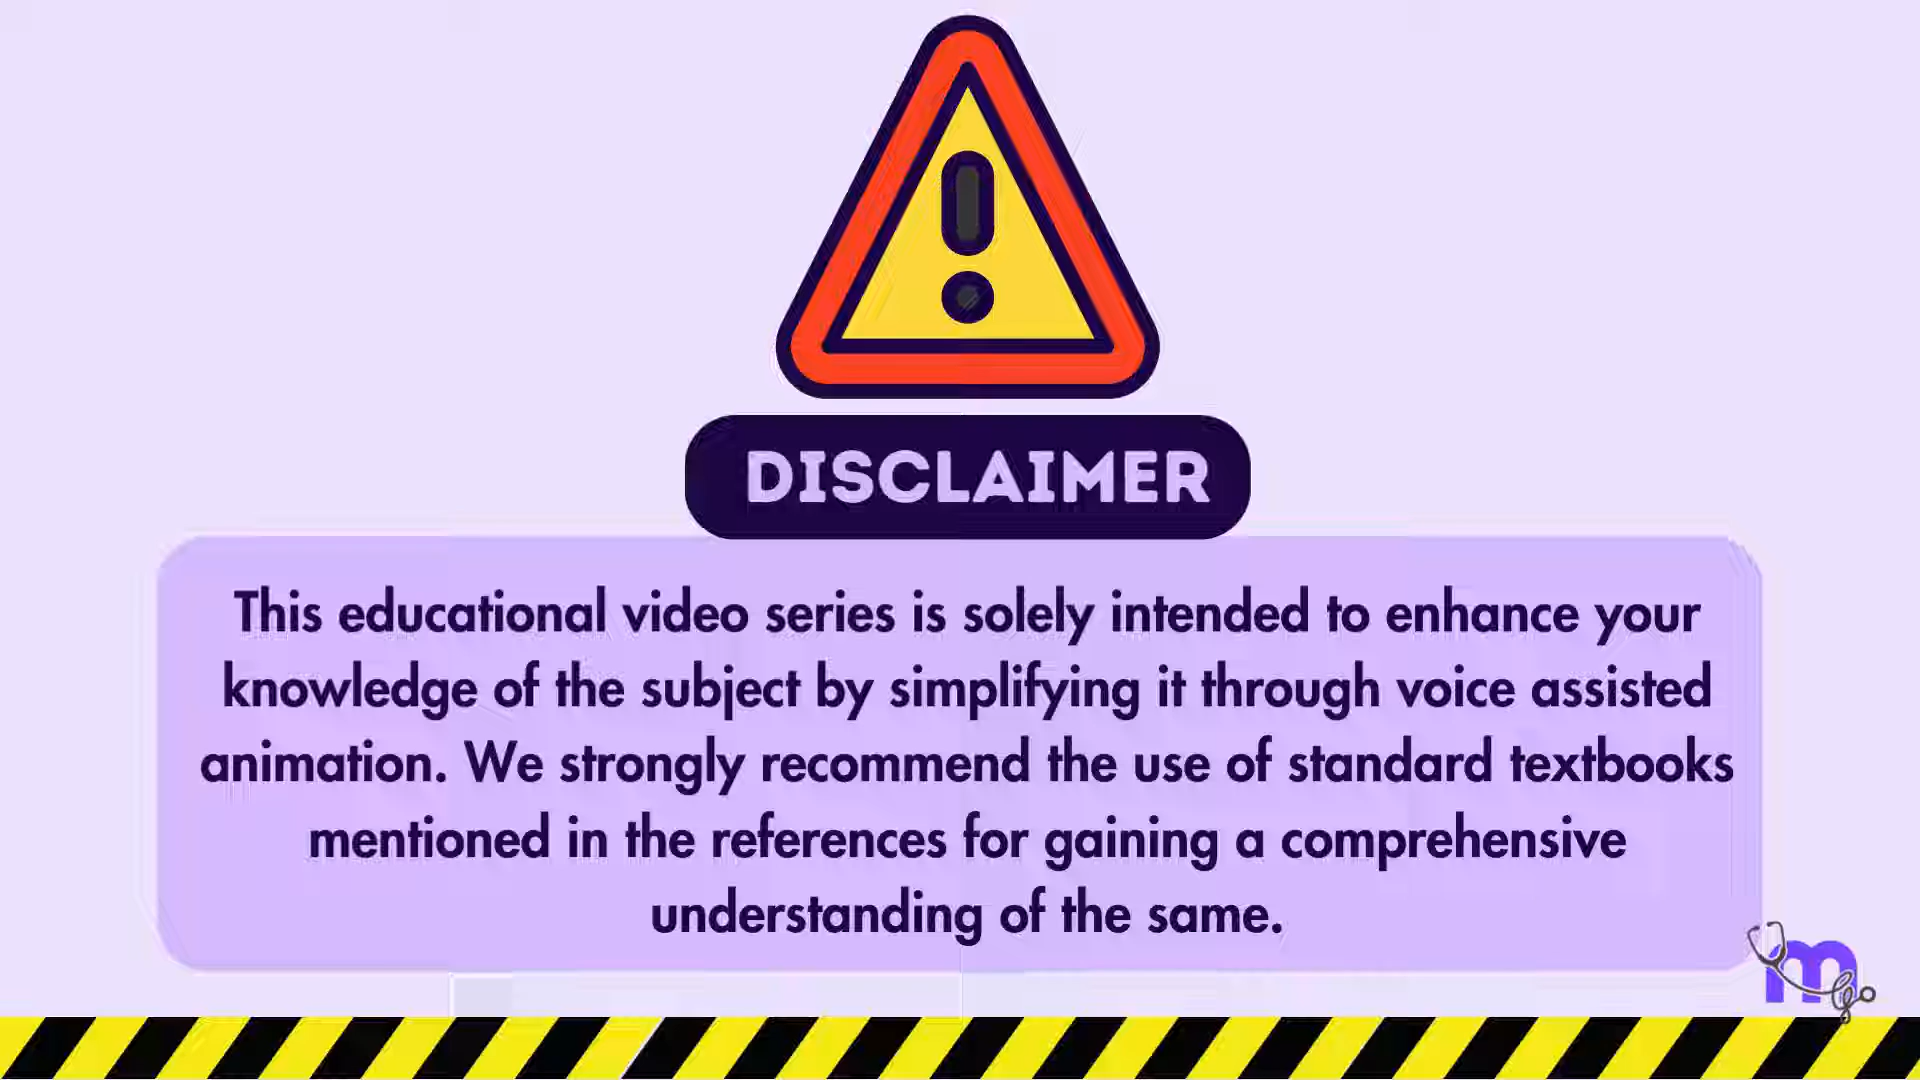 DISCLAIMER
This educational video series is solely intended to enhance your
knowledge of the subject by simplifying it through voice assisted
animation. We strongly recommend the use of standard textbooks
mentioned in the references for gaining a comprehensive
understanding of the same.
m
go